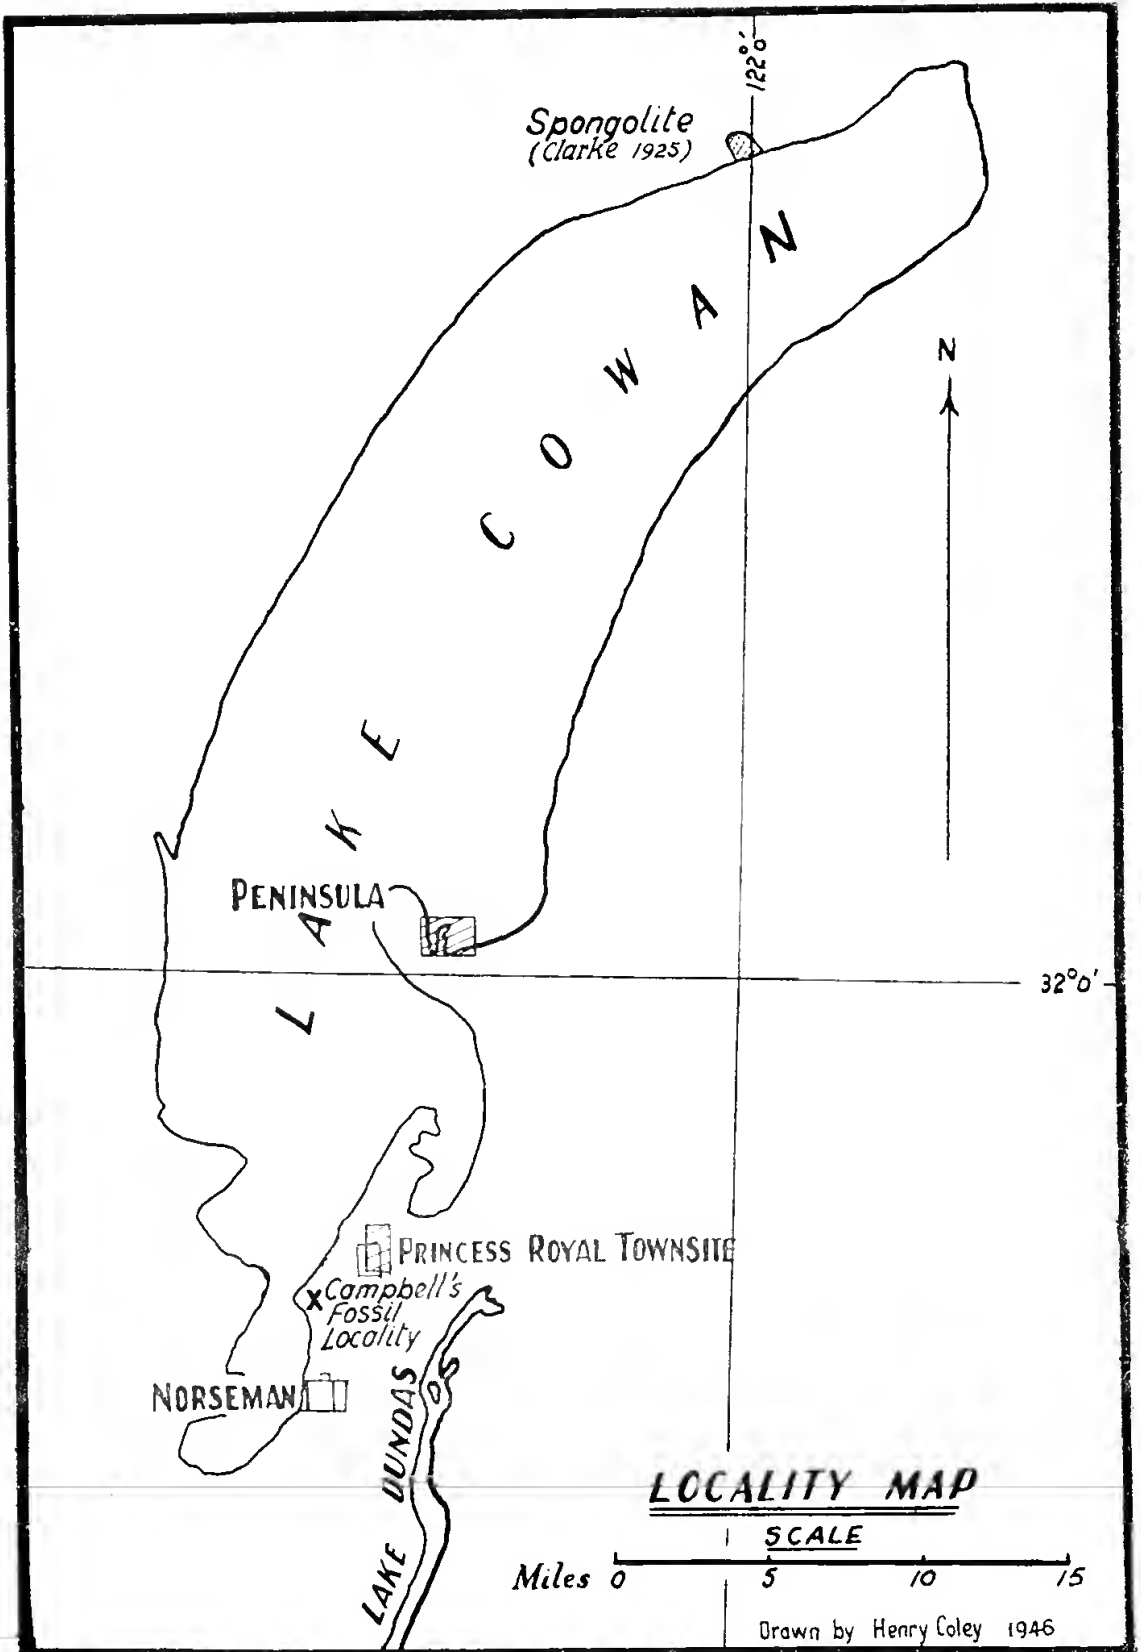 122°0'
Spongolite
(Clarke 1925)
N
LAKE COWAN
PENINSULA
32°0'
PRINCESS ROYAL TOWNSITE
X Campbell's
Fossil
Locality
NORSEMAN
LAKE DUNDAS
LOCALITY MAP
SCALE
Miles 0 5 10 15
Drawn by Henry Coley 1946